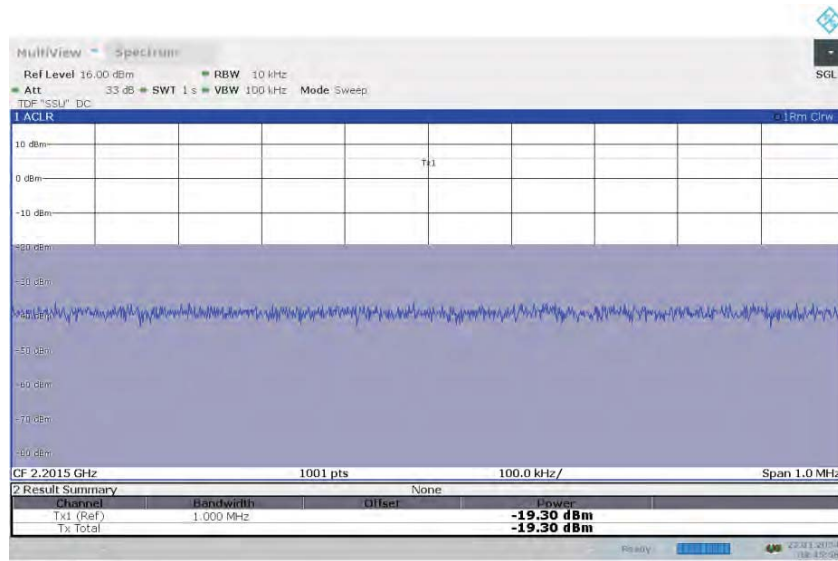 MultiView Spectrum
Ref Level 16.00 dBm RBW 10 kHz SGL
Att 33 dB SWT 1 s VBW 100 kHz Mode Sweep
TDF "SSU" DC
1 ACLR 1Rm Clrw
10 dBm
Tx1
0 dBm
-10 dBm
-20 dBm
-30 dBm
-40 dBm
-50 dBm
-60 dBm
-70 dBm
-80 dBm
CF 2.2015 GHz 1001 pts 100.0 kHz/ Span 1.0 MHz
2 Result Summary None
Channel Bandwidth Offset Power
Tx1 (Ref) 1.000 MHz -19.30 dBm
Tx Total -19.30 dBm
Ready